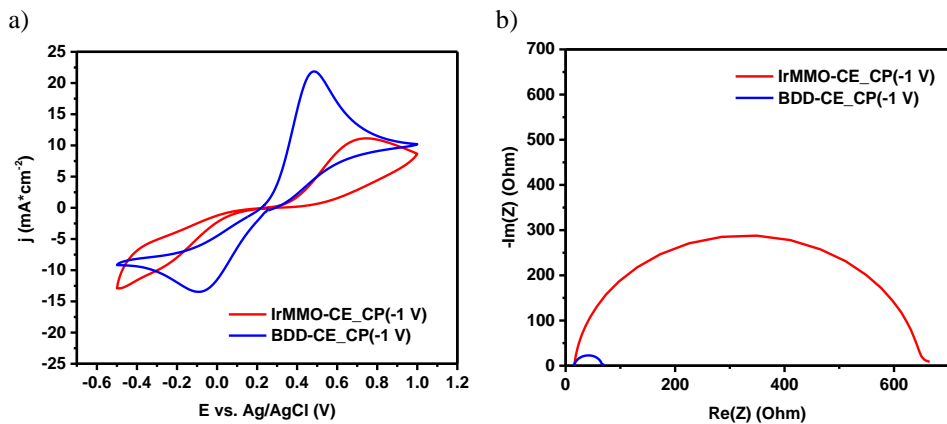 a)
25
20
15
10
5
0
-5
-10
-15
-20
-25
j (mA*cm-2)
IrMMO-CE_CP(-1 V)
BDD-CE_CP(-1 V)
-0.6 -0.4 -0.2 0.0 0.2 0.4 0.6 0.8 1.0 1.2
E vs. Ag/AgCl (V)
b)
700
600
500
400
300
200
100
0
-Im(Z) (Ohm)
IrMMO-CE_CP(-1 V)
BDD-CE_CP(-1 V)
0 200 400 600
Re(Z) (Ohm)